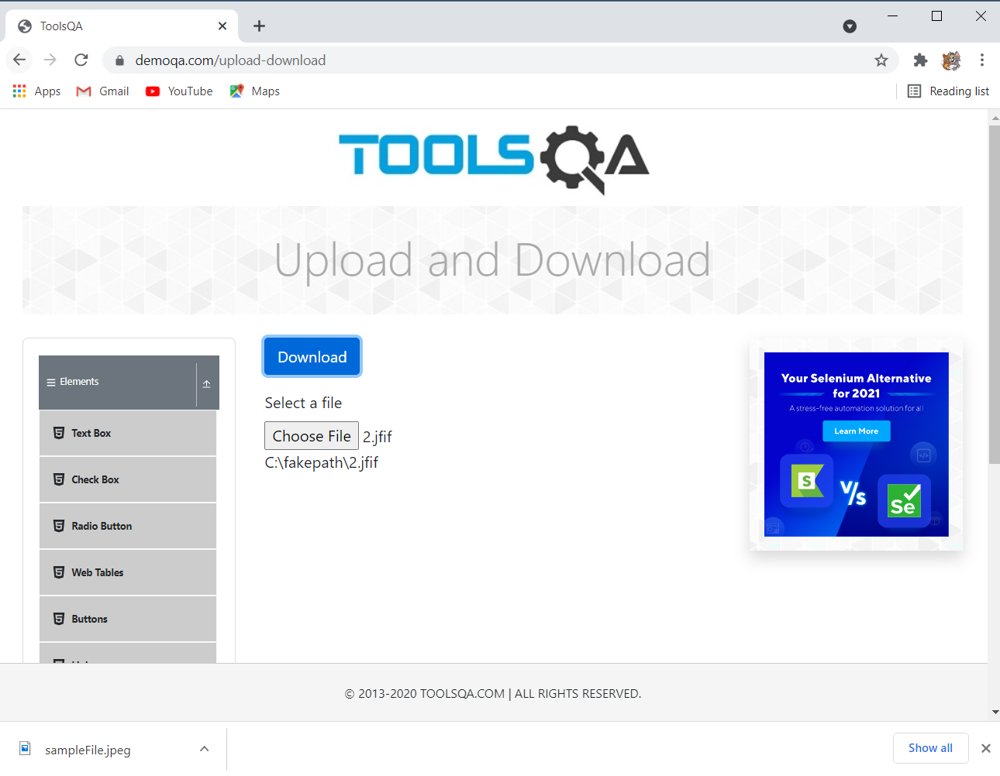 ToolsQA
demoqa.com/upload-download
Apps Gmail YouTube Maps Reading list
TOOLSQA
Upload and Download
Elements
Text Box
Check Box
Radio Button
Web Tables
Buttons
Download
Select a file
Choose File 2.jfif
C:\fakepath\2.jfif
Your Selenium Alternative
for 2021
A stress-free automation solution for all
Learn More
S
V/s
Se
© 2013-2020 TOOLSQA.COM | ALL RIGHTS RESERVED.
sampleFile.jpeg
Show all